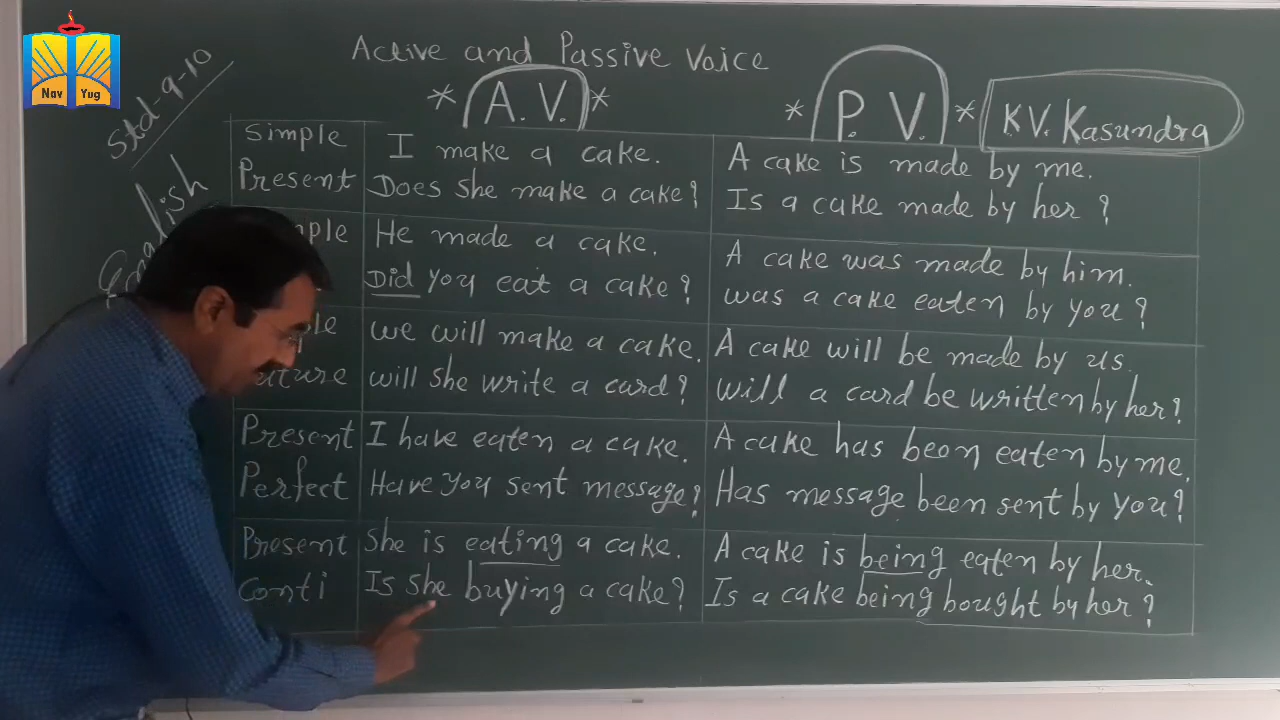 Nav Yug
Std-9-10
English
Active and Passive Voice
* A. V. *
* P. V. *
K.V. Kasundra
Simple
Present
I make a cake.
Does she make a cake?
A cake is made by me.
Is a cake made by her?
He made a cake.
Did you eat a cake?
A cake was made by him.
was a cake eaten by you?
we will make a cake.
will she write a card?
A cake will be made by us.
Will a card be written by her?
Present
Perfect
I have eaten a cake.
Have you sent message?
A cake has been eaten by me.
Has message been sent by you?
Present
Conti
She is eating a cake.
Is she buying a cake?
A cake is being eaten by her.
Is a cake being bought by her?